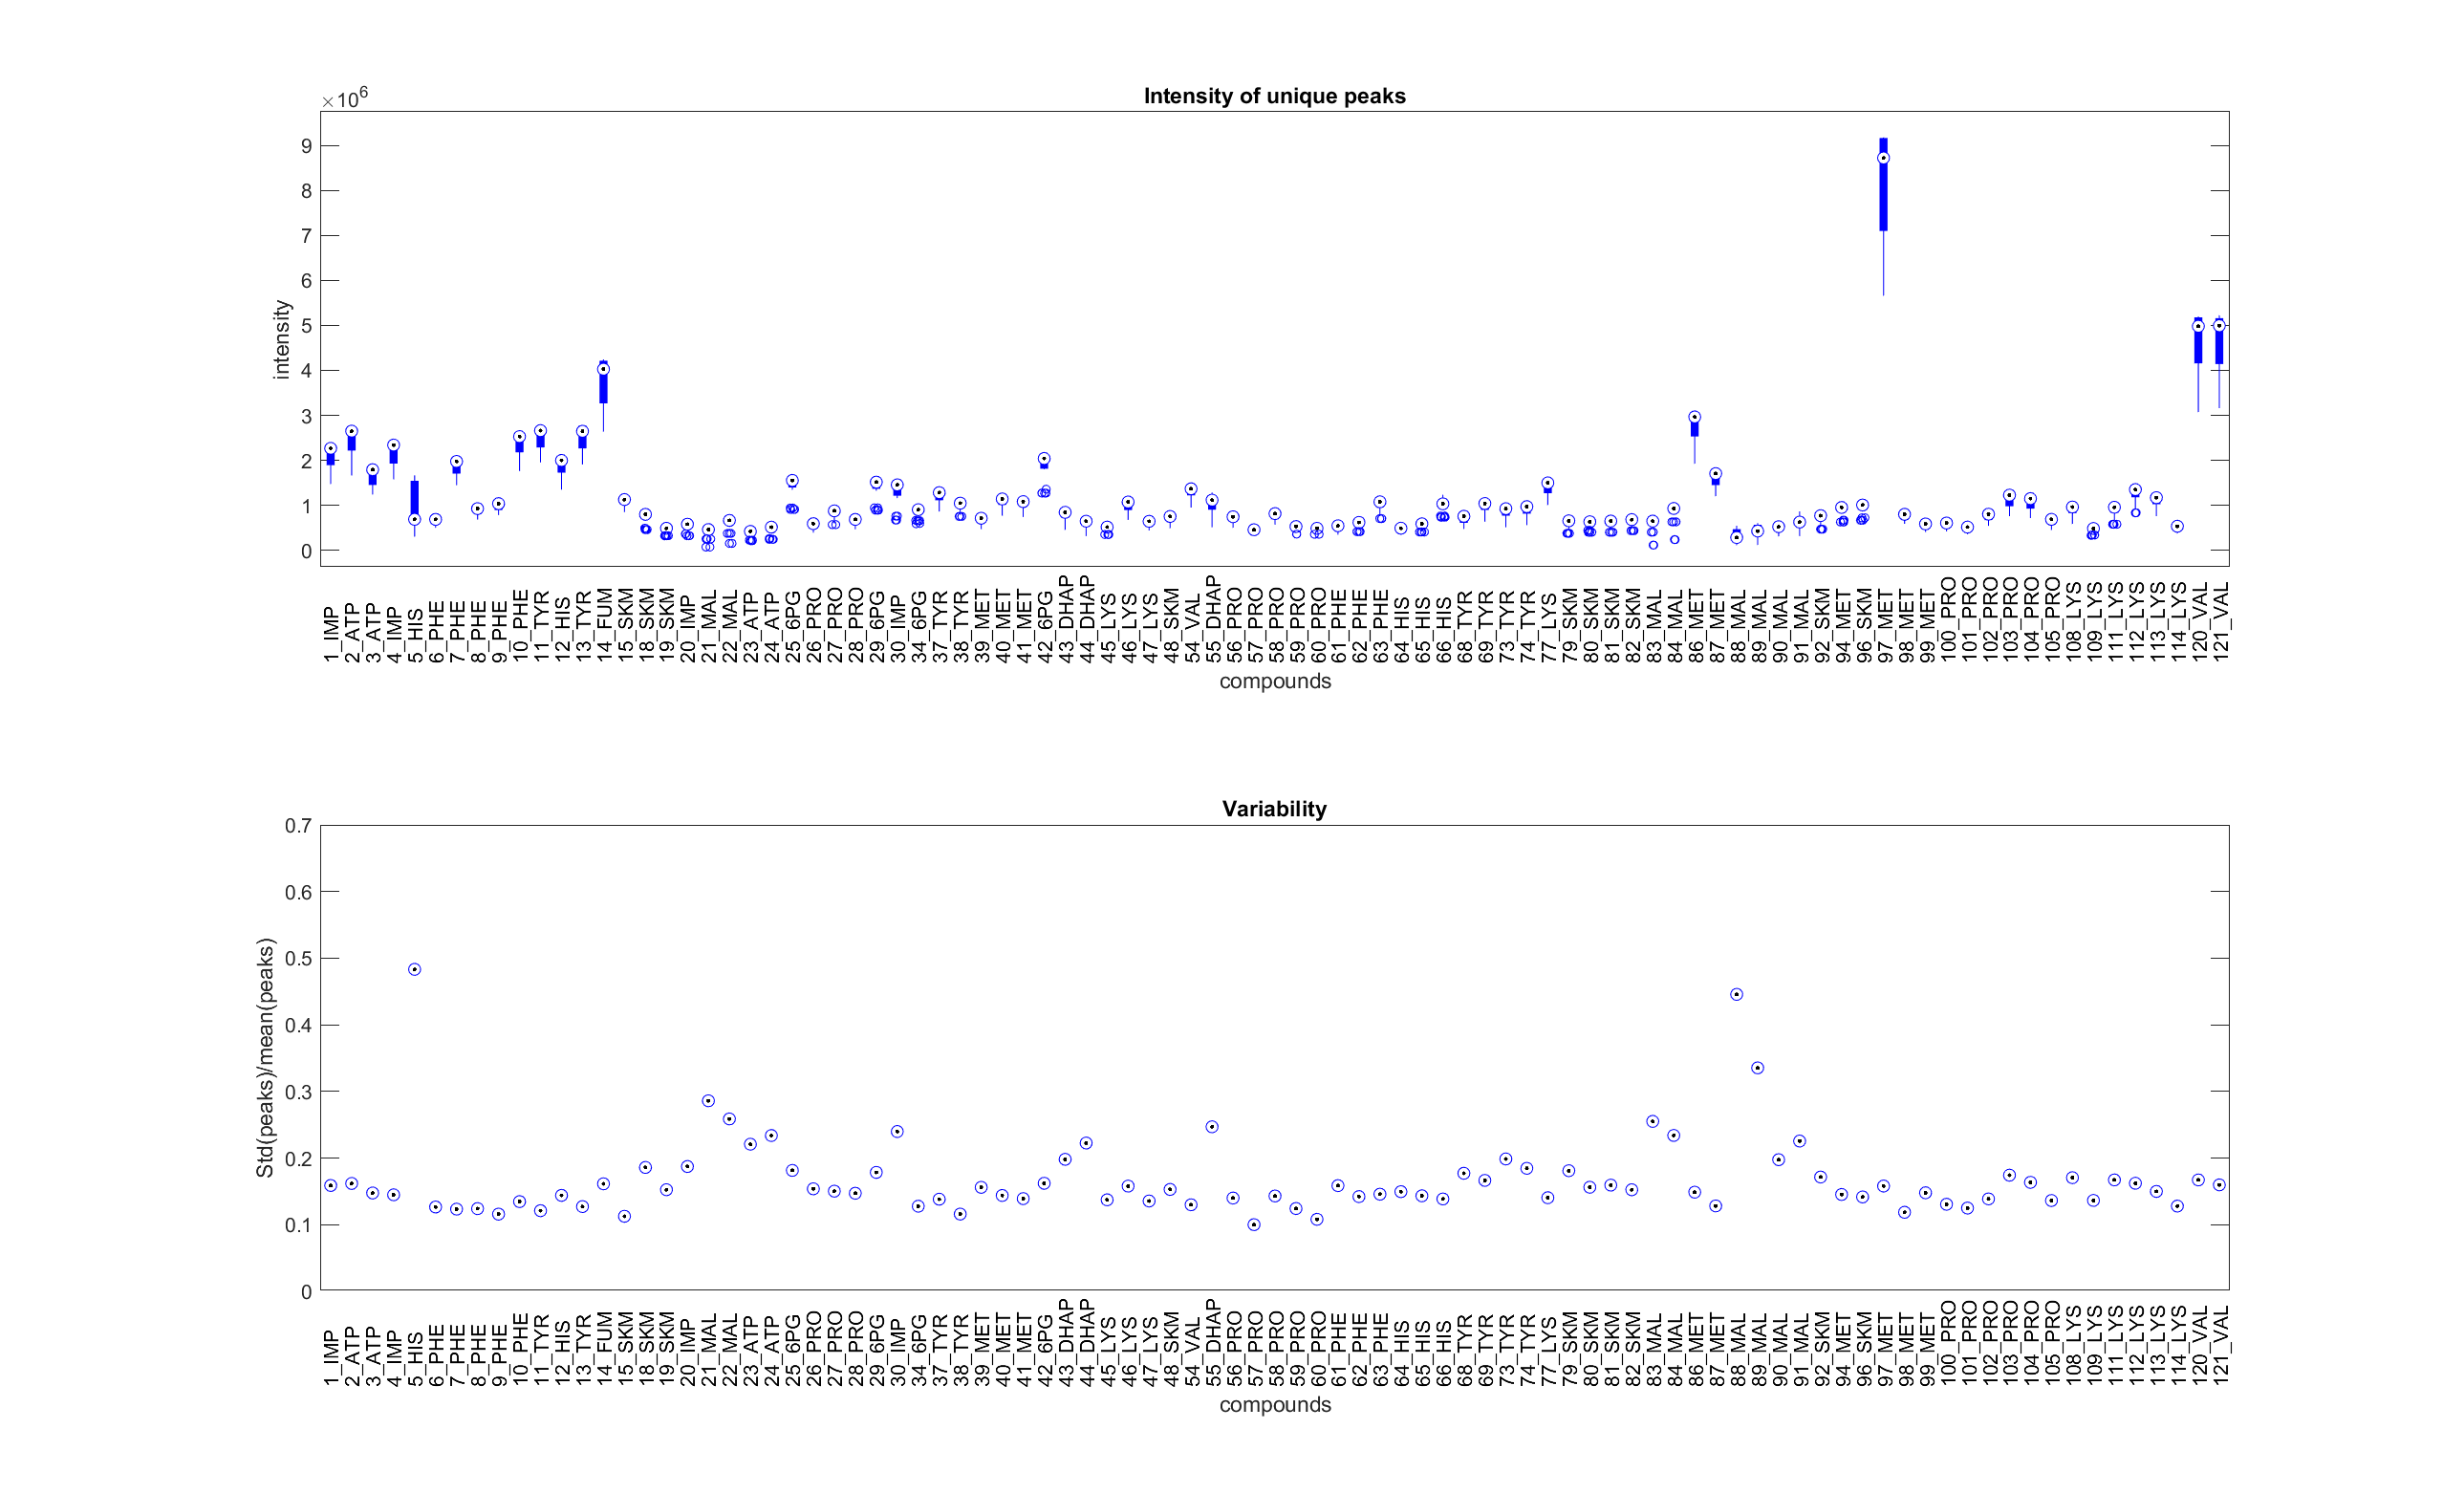 Intensity of unique peaks
×10^6
9
8
7
6
5
4
3
2
1
0
intensity
1_IMP
2_ATP
3_ATP
4_IMP
5_HIS
6_PHE
7_PHE
8_PHE
9_PHE
10_PHE
11_TYR
12_HIS
13_TYR
14_FUM
15_SKM
18_SKM
19_SKM
20_IMP
21_MAL
22_MAL
23_ATP
24_ATP
25_6PG
26_PRO
27_PRO
28_PRO
29_6PG
30_IMP
34_6PG
37_TYR
38_TYR
39_MET
40_MET
41_MET
42_6PG
43_DHAP
44_DHAP
45_LYS
46_LYS
47_LYS
48_SKM
54_VAL
55_DHAP
56_PRO
57_PRO
58_PRO
59_PRO
60_PRO
61_PHE
62_PHE
63_PHE
64_HIS
65_HIS
66_HIS
68_TYR
69_TYR
73_TYR
74_TYR
77_LYS
79_SKM
80_SKM
81_SKM
82_SKM
83_MAL
84_MAL
86_MET
87_MET
88_MAL
89_MAL
90_MAL
91_MAL
92_SKM
94_MET
96_SKM
97_MET
98_MET
99_MET
100_PRO
101_PRO
102_PRO
103_PRO
104_PRO
105_PRO
108_LYS
109_LYS
111_LYS
112_LYS
113_LYS
114_LYS
120_VAL
121_VAL
compounds
Variability
0.7
0.6
0.5
0.4
0.3
0.2
0.1
0
Std(peaks)/mean(peaks)
1_IMP
2_ATP
3_ATP
4_IMP
5_HIS
6_PHE
7_PHE
8_PHE
9_PHE
10_PHE
11_TYR
12_HIS
13_TYR
14_FUM
15_SKM
18_SKM
19_SKM
20_IMP
21_MAL
22_MAL
23_ATP
24_ATP
25_6PG
26_PRO
27_PRO
28_PRO
29_6PG
30_IMP
34_6PG
37_TYR
38_TYR
39_MET
40_MET
41_MET
42_6PG
43_DHAP
44_DHAP
45_LYS
46_LYS
47_LYS
48_SKM
54_VAL
55_DHAP
56_PRO
57_PRO
58_PRO
59_PRO
60_PRO
61_PHE
62_PHE
63_PHE
64_HIS
65_HIS
66_HIS
68_TYR
69_TYR
73_TYR
74_TYR
77_LYS
79_SKM
80_SKM
81_SKM
82_SKM
83_MAL
84_MAL
86_MET
87_MET
88_MAL
89_MAL
90_MAL
91_MAL
92_SKM
94_MET
96_SKM
97_MET
98_MET
99_MET
100_PRO
101_PRO
102_PRO
103_PRO
104_PRO
105_PRO
108_LYS
109_LYS
111_LYS
112_LYS
113_LYS
114_LYS
120_VAL
121_VAL
compounds